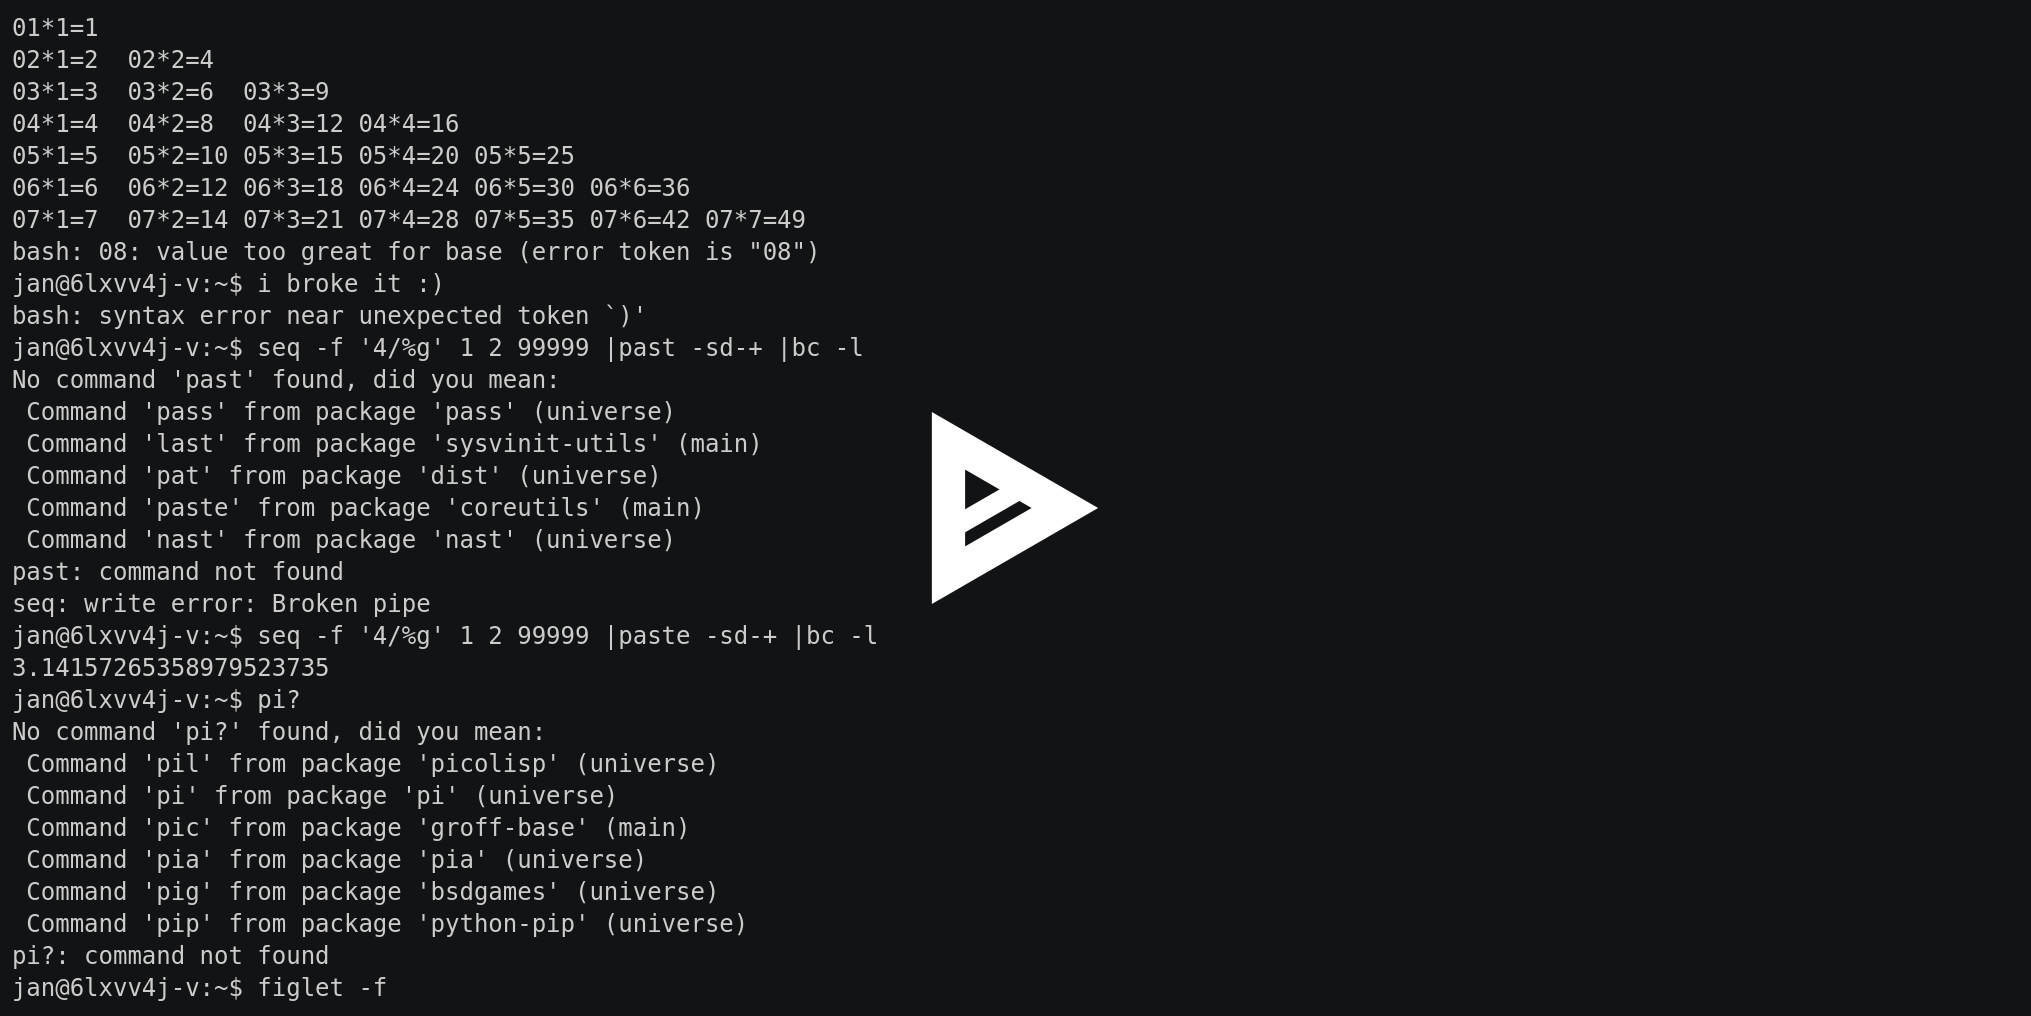 01*1=1
02*1=2  02*2=4
03*1=3  03*2=6  03*3=9
04*1=4  04*2=8  04*3=12 04*4=16
05*1=5  05*2=10 05*3=15 05*4=20 05*5=25
06*1=6  06*2=12 06*3=18 06*4=24 06*5=30 06*6=36
07*1=7  07*2=14 07*3=21 07*4=28 07*5=35 07*6=42 07*7=49
bash: 08: value too great for base (error token is "08")
jan@6lxvv4j-v:~$ i broke it :)
bash: syntax error near unexpected token `)'
jan@6lxvv4j-v:~$ seq -f '4/%g' 1 2 99999 |past -sd-+ |bc -l
No command 'past' found, did you mean:
 Command 'pass' from package 'pass' (universe)
 Command 'last' from package 'sysvinit-utils' (main)
 Command 'pat' from package 'dist' (universe)
 Command 'paste' from package 'coreutils' (main)
 Command 'nast' from package 'nast' (universe)
past: command not found
seq: write error: Broken pipe
jan@6lxvv4j-v:~$ seq -f '4/%g' 1 2 99999 |paste -sd-+ |bc -l
3.14157265358979523735
jan@6lxvv4j-v:~$ pi?
No command 'pi?' found, did you mean:
 Command 'pil' from package 'picolisp' (universe)
 Command 'pi' from package 'pi' (universe)
 Command 'pic' from package 'groff-base' (main)
 Command 'pia' from package 'pia' (universe)
 Command 'pig' from package 'bsdgames' (universe)
 Command 'pip' from package 'python-pip' (universe)
pi?: command not found
jan@6lxvv4j-v:~$ figlet -f